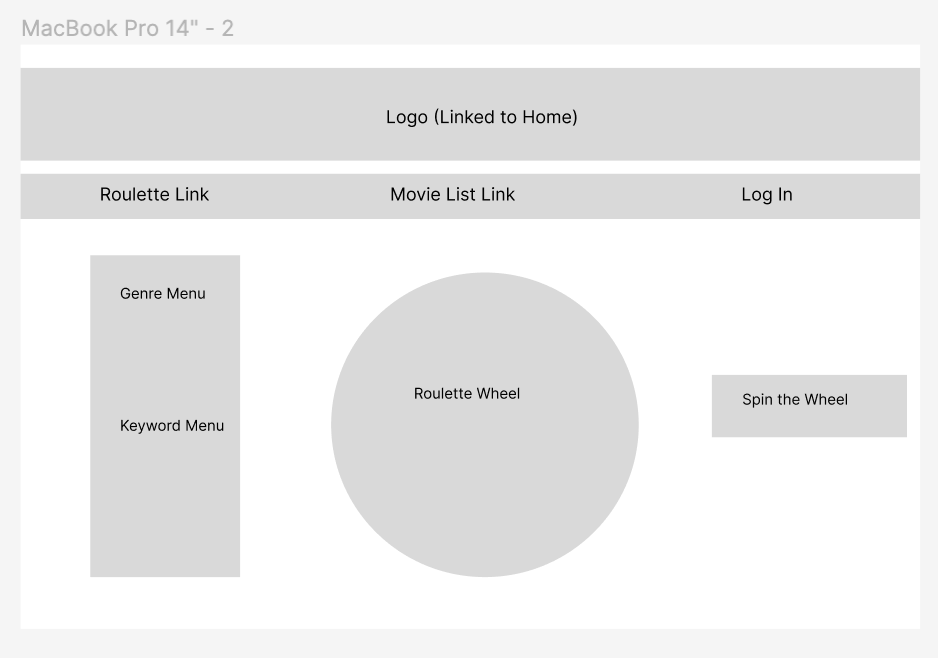 MacBook Pro 14" - 2
Logo (Linked to Home)
Roulette Link
Movie List Link
Log In
Genre Menu
Keyword Menu
Roulette Wheel
Spin the Wheel